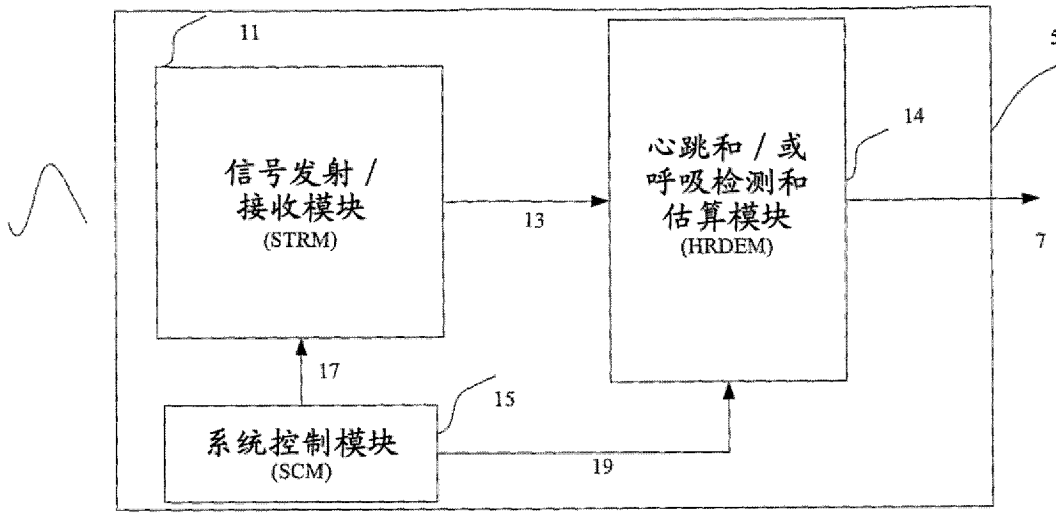 11
5
信号发射 /
接收模块
(STRM)
13
心跳和 / 或
呼吸检测和
估算模块
(HRDEM)
14
7
17
15
系统控制模块
(SCM)
19